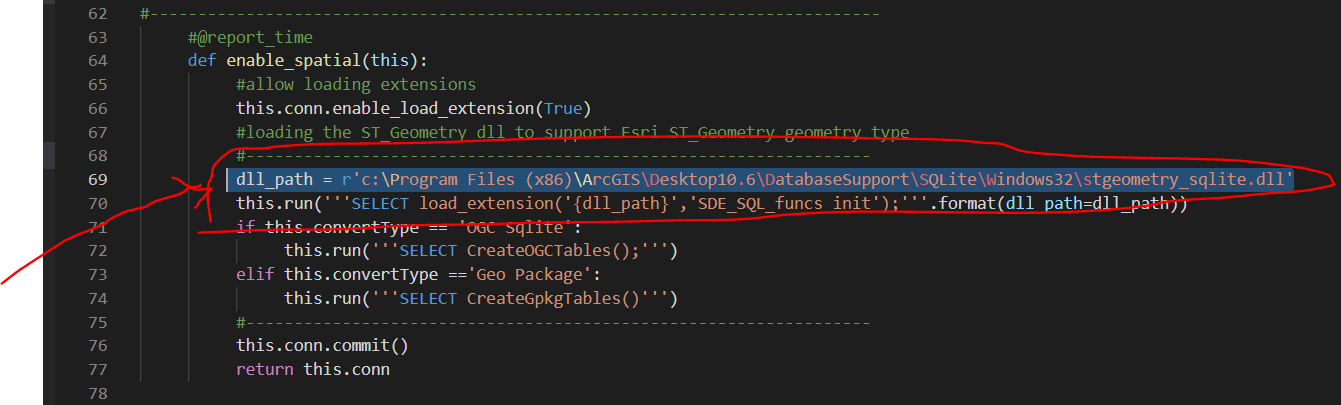 62 #----------------------------------------------------------------------------
63 #@report_time
64 def enable_spatial(this):
65 #allow loading extensions
66 this.conn.enable_load_extension(True)
67 #loading the ST_Geometry dll to support Esri ST_Geometry geometry type
68 #-----------------------------------------------------------------
69 dll_path = r'c:\Program Files (x86)\ArcGIS\Desktop10.6\DatabaseSupport\SQLite\Windows32\stgeometry_sqlite.dll'
70 this.run('''SELECT load_extension('{dll_path}','SDE_SQL_funcs_init');'''.format(dll_path=dll_path))
71 if this.convertType == 'OGC Sqlite':
72 this.run('''SELECT CreateOGCTables();''')
73 elif this.convertType =='Geo Package':
74 this.run('''SELECT CreateGpkgTables()''')
75 #-----------------------------------------------------------------
76 this.conn.commit()
77 return this.conn
78